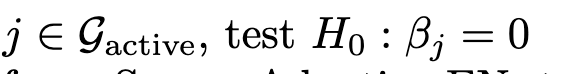 j ∈ 𝒢_active, test H₀ : β_j = 0